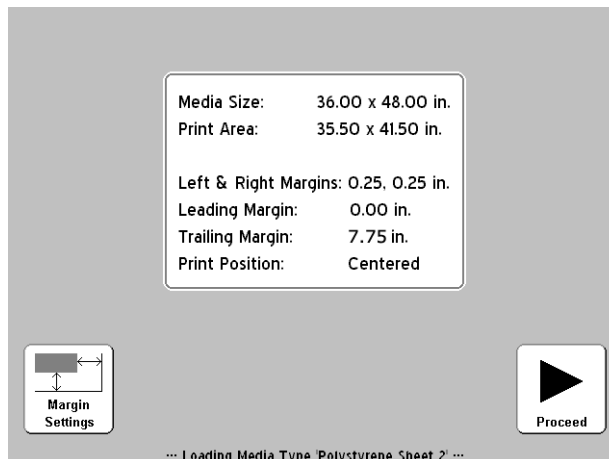 Media Size: 36.00 x 48.00 in.
Print Area: 35.50 x 41.50 in.
Left & Right Margins: 0.25, 0.25 in.
Leading Margin: 0.00 in.
Trailing Margin: 7.75 in.
Print Position: Centered
Margin
Settings
Proceed
... Loading Media Type 'Polystyrene Sheet 2' ...